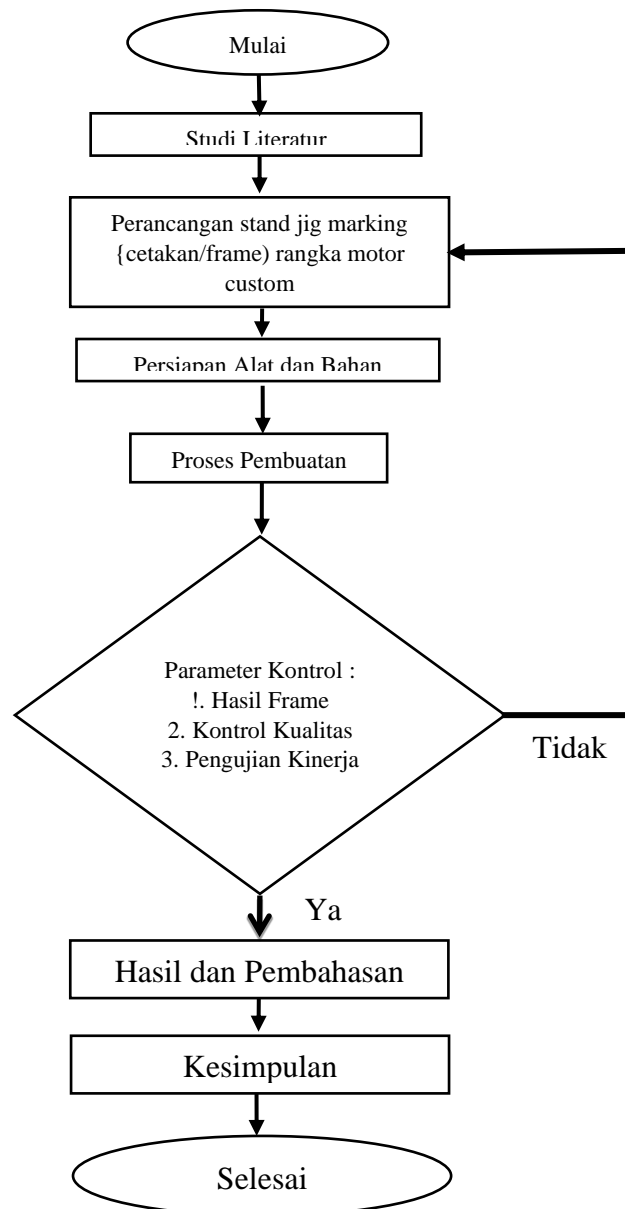 Mulai
Studi Literatur
Perancangan stand jig marking
{cetakan/frame) rangka motor
custom
Persiapan Alat dan Bahan
Proses Pembuatan
Parameter Kontrol :
!. Hasil Frame
2. Kontrol Kualitas
3. Pengujian Kinerja
Tidak
Ya
Hasil dan Pembahasan
Kesimpulan
Selesai